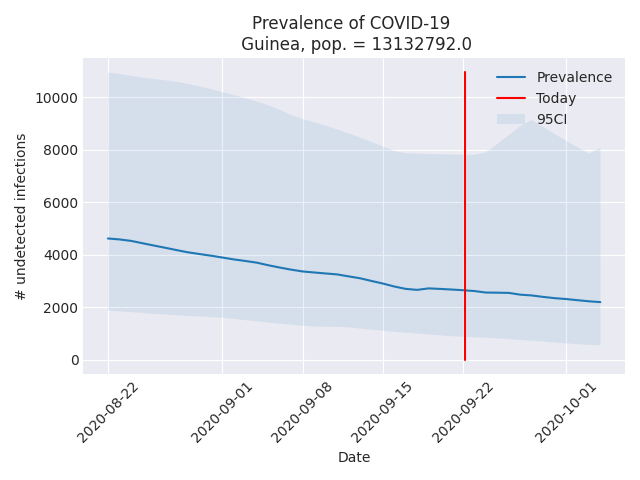 Prevalence of COVID-19
Guinea, pop. = 13132792.0
Prevalence
Today
95CI
# undetected infections
10000
8000
6000
4000
2000
0
2020-08-22
2020-09-01
2020-09-08
2020-09-15
2020-09-22
2020-10-01
Date